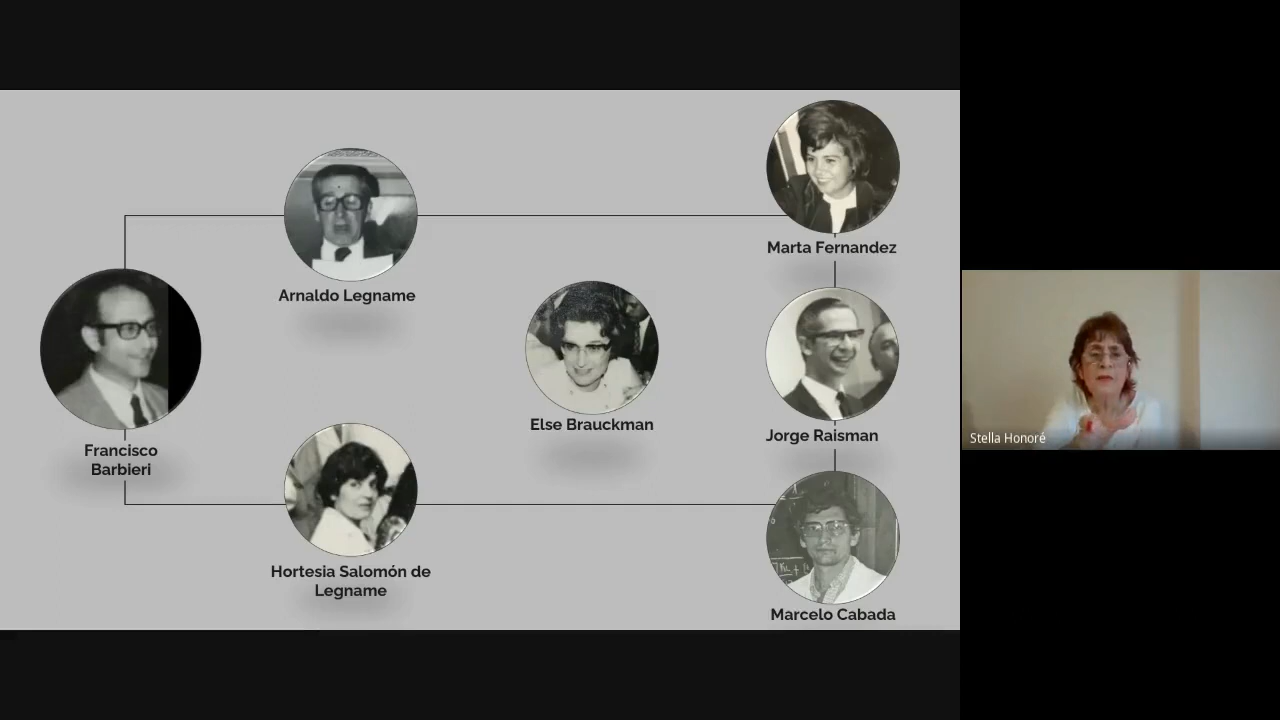 Marta Fernandez
Arnaldo Legname
Else Brauckman
Jorge Raisman
Stella Honoré
Francisco
Barbieri
Hortesia Salomón de
Legname
Marcelo Cabada